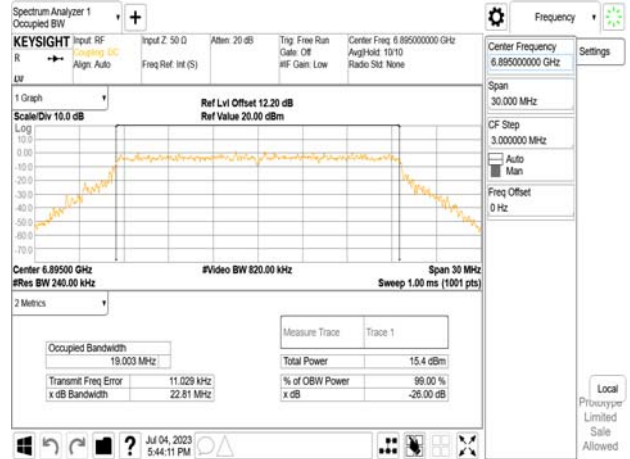 Spectrum Analyzer 1
Occupied BW
Frequency
KEYSIGHT
R
Input: RF
Coupling: DC
Align: Auto
Input Z: 50 Ω
Freq Ref: Int (S)
Atten: 20 dB
Trig: Free Run
Gate: Off
#IF Gain: Low
Center Freq: 6.895000000 GHz
Avg|Hold: 10/10
Radio Std: None
Center Frequency
6.895000000 GHz
Settings
Span
30.000 MHz
CF Step
3.000000 MHz
Auto
Man
Freq Offset
0 Hz
1 Graph
Scale/Div 10.0 dB
Ref Lvl Offset 12.20 dB
Ref Value 20.00 dBm
Log
10.0
0.00
-10.0
-20.0
-30.0
-40.0
-50.0
-60.0
-70.0
Center 6.89500 GHz
#Res BW 240.00 kHz
#Video BW 820.00 kHz
Span 30 MHz
Sweep 1.00 ms (1001 pts)
2 Metrics
Measure Trace
Trace 1
Occupied Bandwidth
19.003 MHz
Total Power
15.4 dBm
Transmit Freq Error
11.029 kHz
% of OBW Power
99.00 %
x dB Bandwidth
22.81 MHz
x dB
-26.00 dB
Local
Prototype
Limited
Sale
Allowed
?
Jul 04, 2023
5:44:11 PM